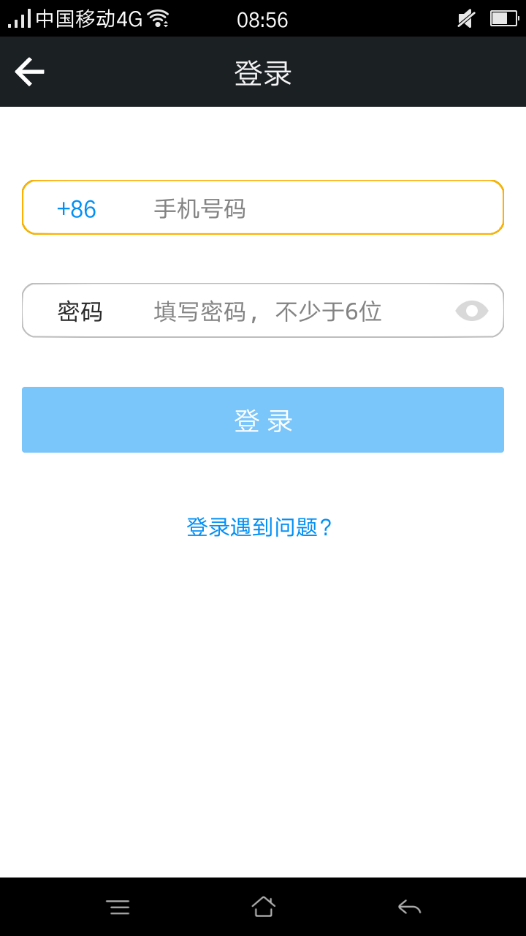 中国移动4G 08:56
登录
+86 手机号码
密码 填写密码，不少于6位
登 录
登录遇到问题？